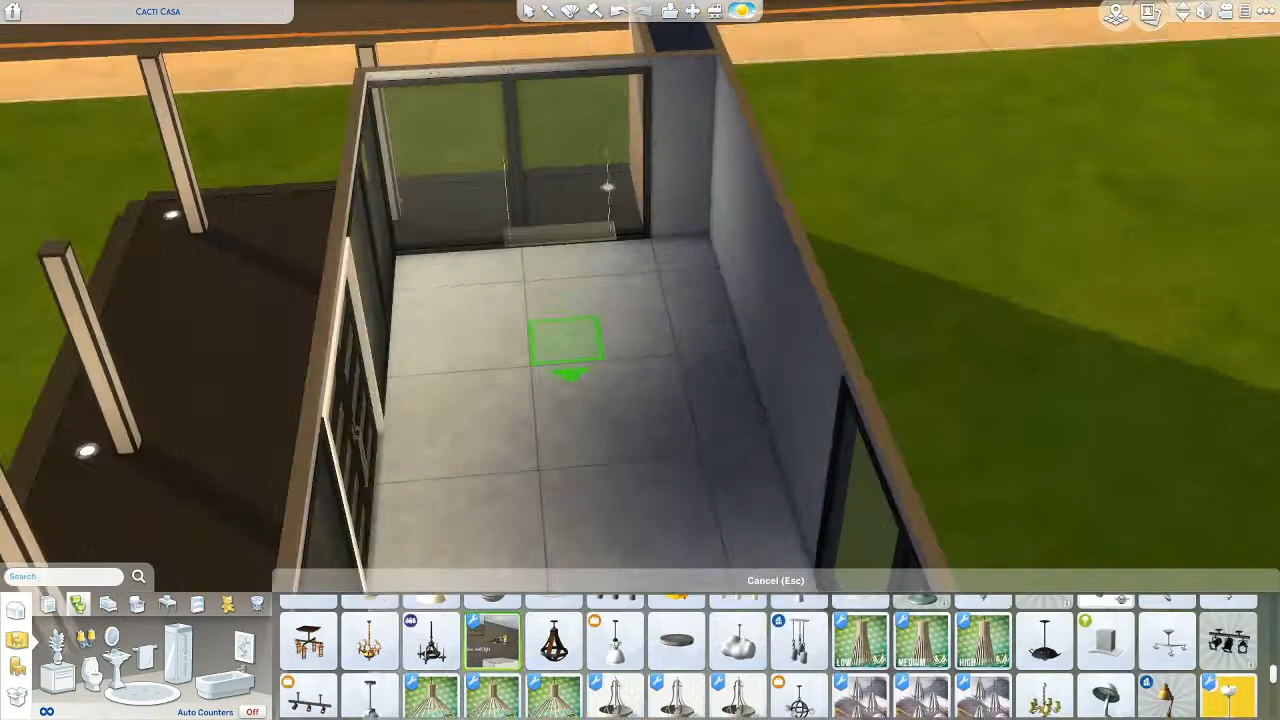 CACTI CASA
Cancel (Esc)
Search...
LOW
MEDIUM
HIGH
Auto Counters
Off